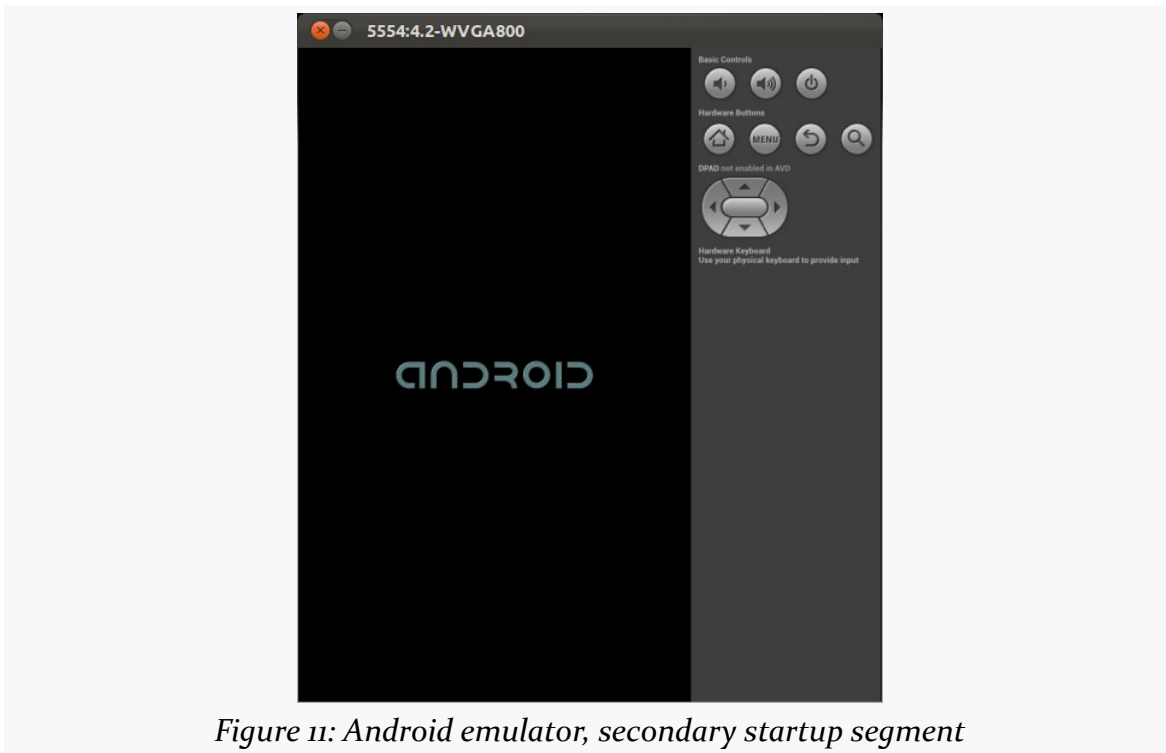 5554:4.2-WVGA800
Basic Controls
Hardware Buttons
MENU
DPAD not enabled in AVD
Hardware Keyboard
Use your physical keyboard to provide input
ANDROID
Figure 11: Android emulator, secondary startup segment